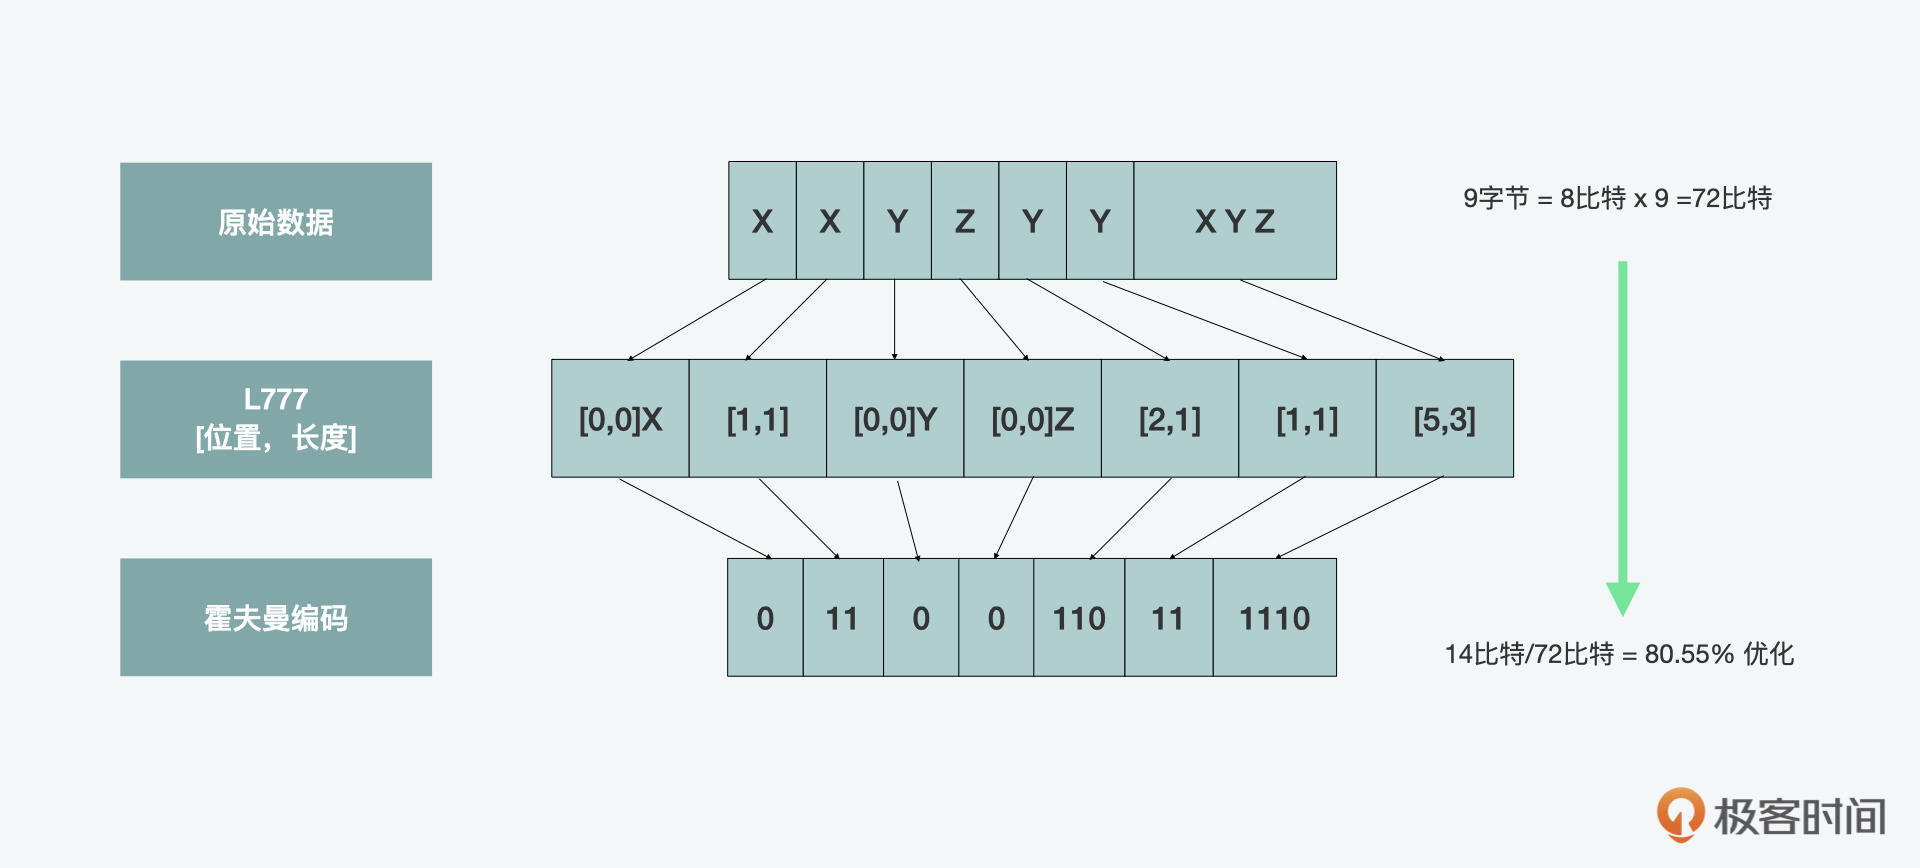 原始数据
X X Y Z Y Y X Y Z
9字节 = 8比特 x 9 =72比特
L777
[位置，长度]
[0,0]X [1,1] [0,0]Y [0,0]Z [2,1] [1,1] [5,3]
霍夫曼编码
0 11 0 0 110 11 1110
14比特/72比特 = 80.55% 优化
极客时间